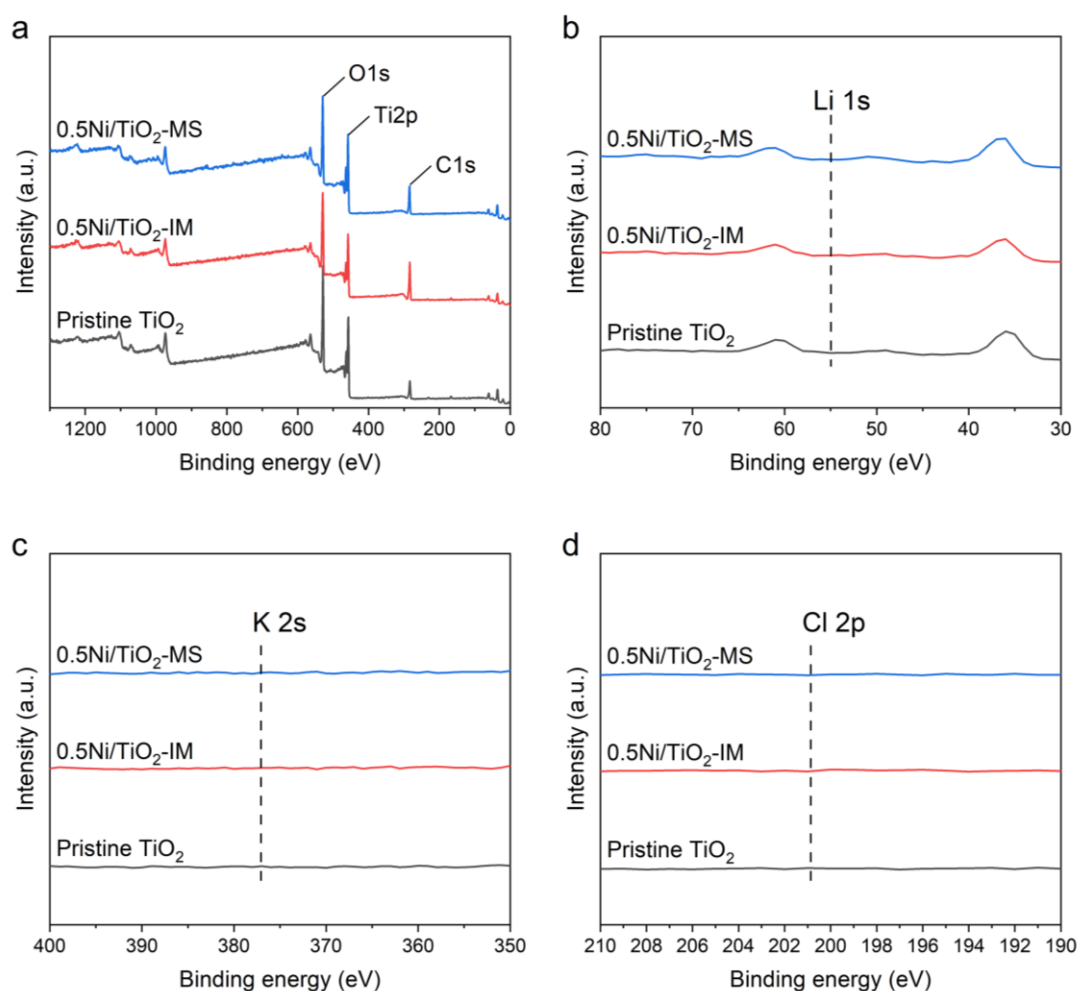 a
O1s
Ti2p
C1s
0.5Ni/TiO₂-MS
0.5Ni/TiO₂-IM
Pristine TiO₂
Intensity (a.u.)
1200 1000 800 600 400 200 0
Binding energy (eV)
b
Li 1s
0.5Ni/TiO₂-MS
0.5Ni/TiO₂-IM
Pristine TiO₂
Intensity (a.u.)
80 70 60 50 40 30
Binding energy (eV)
c
K 2s
0.5Ni/TiO₂-MS
0.5Ni/TiO₂-IM
Pristine TiO₂
Intensity (a.u.)
400 390 380 370 360 350
Binding energy (eV)
d
Cl 2p
0.5Ni/TiO₂-MS
0.5Ni/TiO₂-IM
Pristine TiO₂
Intensity (a.u.)
210 208 206 204 202 200 198 196 194 192 190
Binding energy (eV)